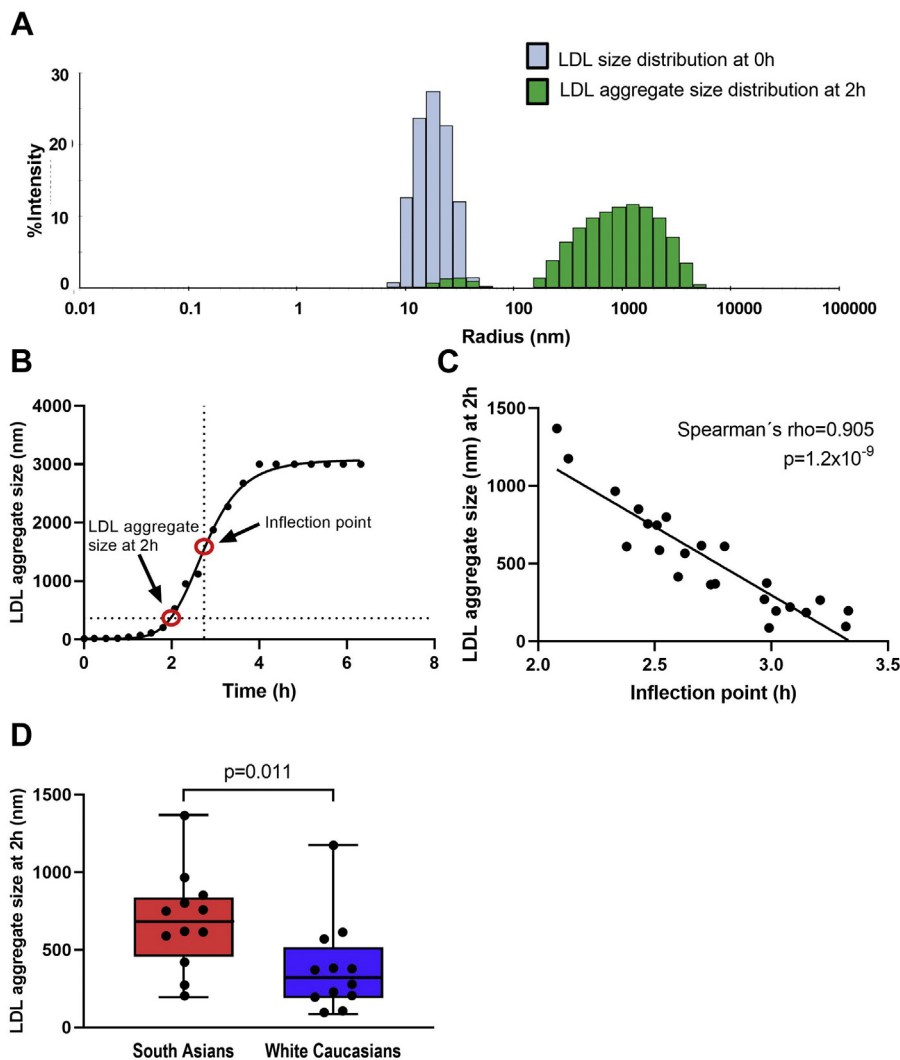 A
LDL size distribution at 0h
LDL aggregate size distribution at 2h
%Intensity
30
20
10
0
0.01 0.1 1 10 100 1000 10000 100000
Radius (nm)
B
LDL aggregate size (nm)
4000
3000
2000
1000
0
LDL aggregate
size at 2h
Inflection point
0 2 4 6 8
Time (h)
C
LDL aggregate size (nm) at 2h
1500
1000
500
0
Spearman´s rho=0.905
p=1.2x10⁻⁹
2.0 2.5 3.0 3.5
Inflection point (h)
D
LDL aggregate size at 2h (nm)
1500
1000
500
0
p=0.011
South Asians White Caucasians